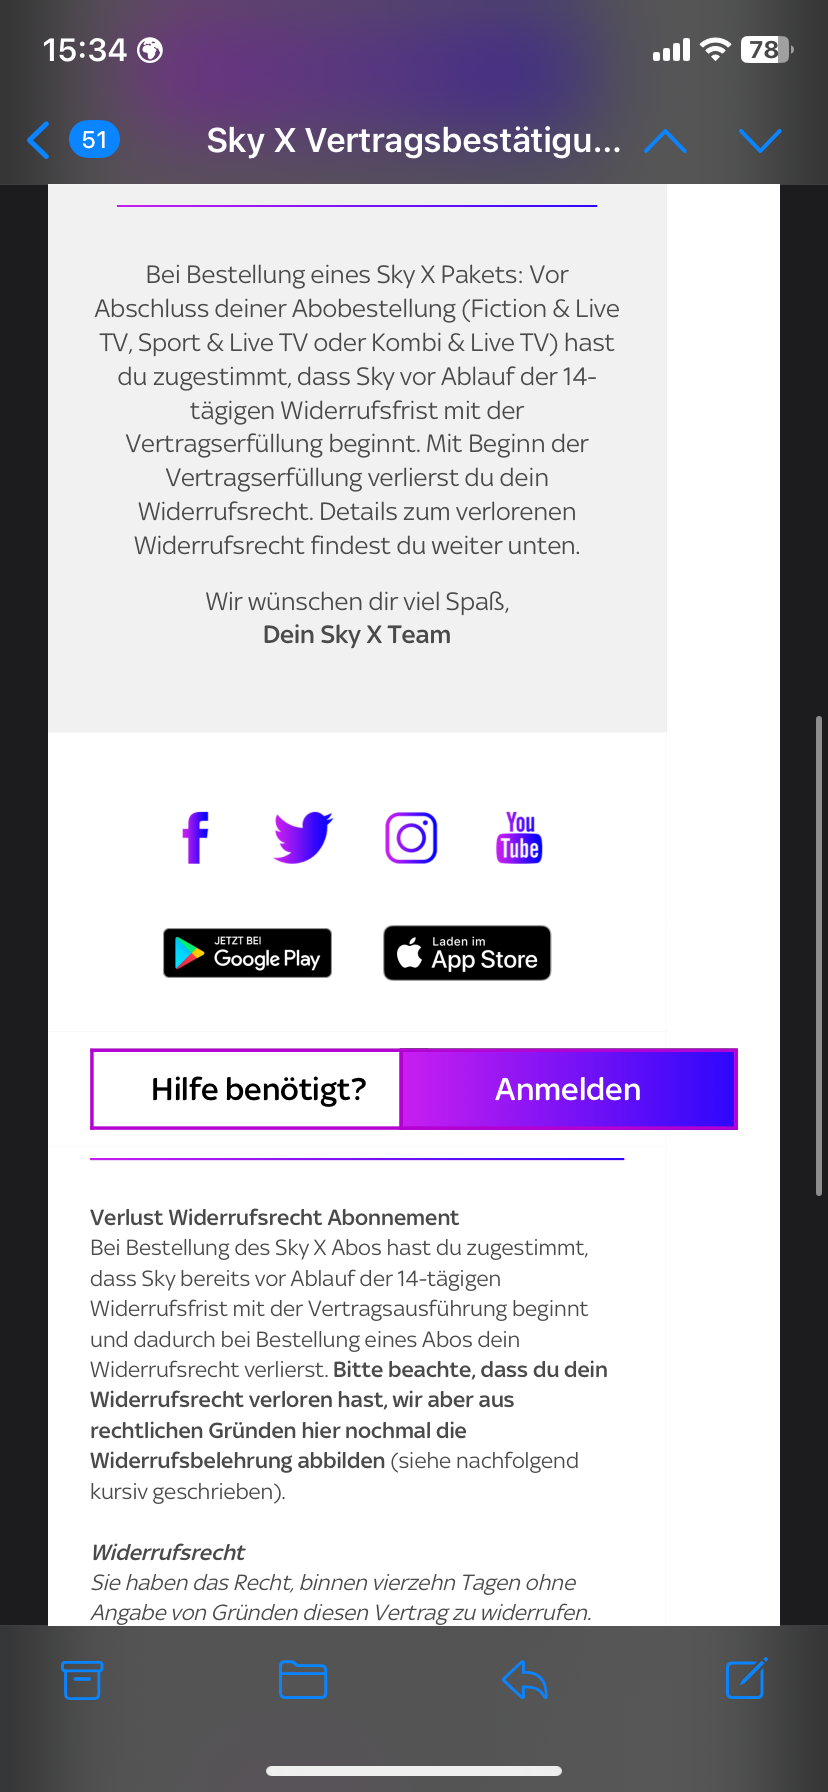 15:34
78
51
Sky X Vertragsbestätigu...
Bei Bestellung eines Sky X Pakets: Vor
Abschluss deiner Abobestellung (Fiction & Live
TV, Sport & Live TV oder Kombi & Live TV) hast
du zugestimmt, dass Sky vor Ablauf der 14-
tägigen Widerrufsfrist mit der
Vertragserfüllung beginnt. Mit Beginn der
Vertragserfüllung verlierst du dein
Widerrufsrecht. Details zum verlorenen
Widerrufsrecht findest du weiter unten.
Wir wünschen dir viel Spaß,
Dein Sky X Team
You
Tube
JETZT BEI
Google Play
Laden im
App Store
Hilfe benötigt?
Anmelden
Verlust Widerrufsrecht Abonnement
Bei Bestellung des Sky X Abos hast du zugestimmt,
dass Sky bereits vor Ablauf der 14-tägigen
Widerrufsfrist mit der Vertragsausführung beginnt
und dadurch bei Bestellung eines Abos dein
Widerrufsrecht verlierst. Bitte beachte, dass du dein
Widerrufsrecht verloren hast, wir aber aus
rechtlichen Gründen hier nochmal die
Widerrufsbelehrung abbilden (siehe nachfolgend
kursiv geschrieben).
Widerrufsrecht
Sie haben das Recht, binnen vierzehn Tagen ohne
Angabe von Gründen diesen Vertrag zu widerrufen.